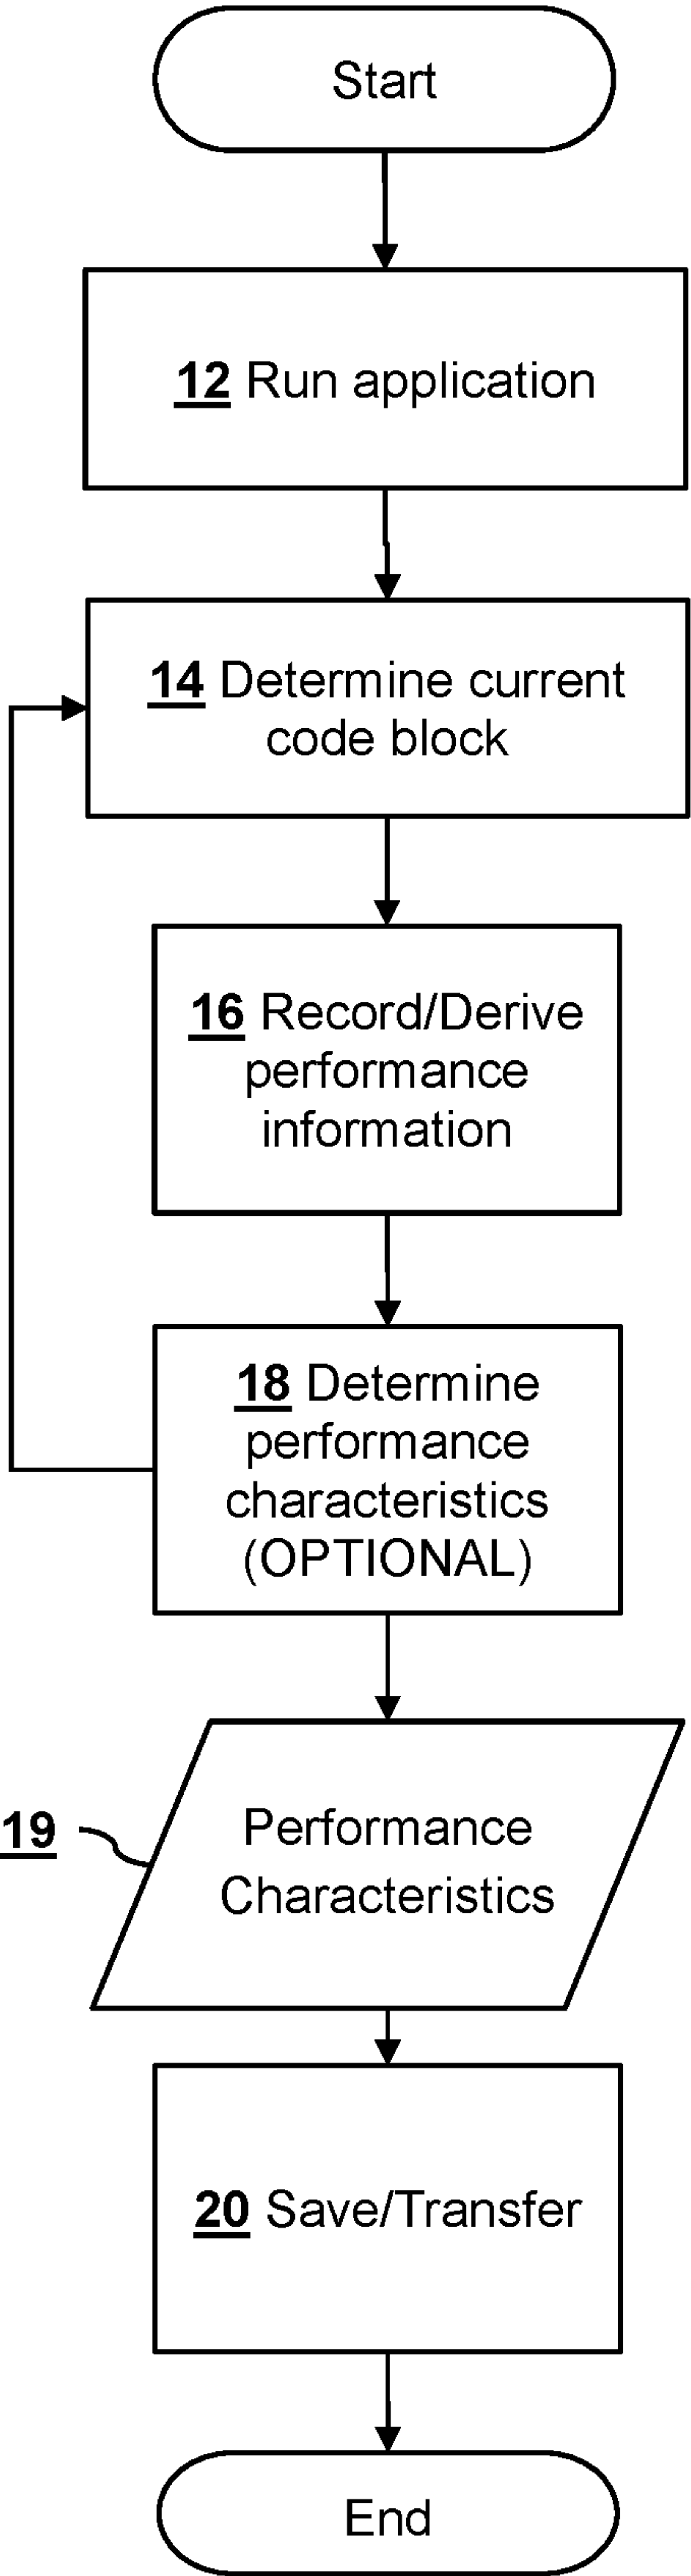 Start
12 Run application
14 Determine current
code block
16 Record/Derive
performance
information
18 Determine
performance
characteristics
(OPTIONAL)
19
Performance
Characteristics
20 Save/Transfer
End